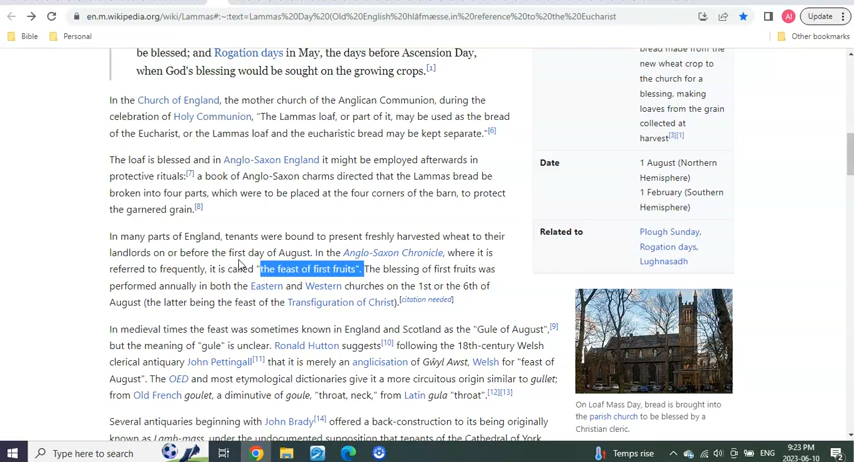 en.m.wikipedia.org/wiki/Lammas#:~:text=Lammas%20Day%20(Old%20English%20hlāfmæsse,in%20reference%20to%20the%20Eucharist
AI
Update
Bible
Personal
Other bookmarks
be blessed; and Rogation days in May, the days before Ascension Day,
when God's blessing would be sought on the growing crops.[1]
In the Church of England, the mother church of the Anglican Communion, during the
celebration of Holy Communion, "The Lammas loaf, or part of it, may be used as the bread
of the Eucharist, or the Lammas loaf and the eucharistic bread may be kept separate."[6]
The loaf is blessed and in Anglo-Saxon England it might be employed afterwards in
protective rituals:[7] a book of Anglo-Saxon charms directed that the Lammas bread be
broken into four parts, which were to be placed at the four corners of the barn, to protect
the garnered grain.[8]
In many parts of England, tenants were bound to present freshly harvested wheat to their
landlords on or before the first day of August. In the Anglo-Saxon Chronicle, where it is
referred to frequently, it is called "the feast of first fruits". The blessing of first fruits was
performed annually in both the Eastern and Western churches on the 1st or the 6th of
August (the latter being the feast of the Transfiguration of Christ).[citation needed]
In medieval times the feast was sometimes known in England and Scotland as the "Gule of August",[9]
but the meaning of "gule" is unclear. Ronald Hutton suggests[10] following the 18th-century Welsh
clerical antiquary John Pettingall[11] that it is merely an anglicisation of Gŵyl Awst, Welsh for "feast of
August". The OED and most etymological dictionaries give it a more circuitous origin similar to gullet;
from Old French goulet, a diminutive of goule, "throat, neck," from Latin gula "throat".[12][13]
Several antiquaries beginning with John Brady[14] offered a back-construction to its being originally
known as Lamb-mass, under the undocumented supposition that tenants of the Cathedral of York,
bread made from the
new wheat crop to
the church for a
blessing, making
loaves from the grain
collected at
harvest[3][1]
Date
1 August (Northern
Hemisphere)
1 February (Southern
Hemisphere)
Related to
Plough Sunday,
Rogation days,
Lughnasadh
On Loaf Mass Day, bread is brought into
the parish church to be blessed by a
Christian cleric.
Type here to search
Temps rise
ENG
9:23 PM
2023-06-10
2